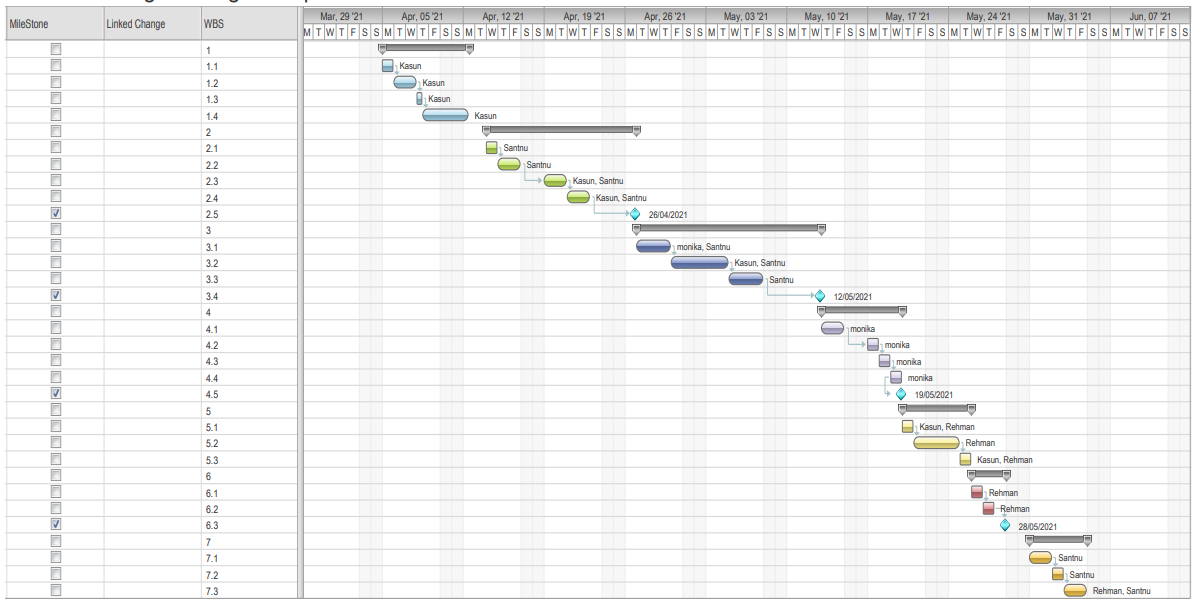 MileStone Linked Change WBS Mar, 29 '21 Apr, 05 '21 Apr, 12 '21 Apr, 19 '21 Apr, 26 '21 May, 03 '21 May, 10 '21 May, 17 '21 May, 24 '21 May, 31 '21 Jun, 07 '21
M T W T F S S M T W T F S S M T W T F S S M T W T F S S M T W T F S S M T W T F S S M T W T F S S M T W T F S S M T W T F S S M T W T F S S M T W T F S S
1
1.1 Kasun
1.2 Kasun
1.3 Kasun
1.4 Kasun
2
2.1 Santnu
2.2 Santnu
2.3 Kasun, Santnu
2.4 Kasun, Santnu
2.5 26/04/2021
3
3.1 monika, Santnu
3.2 Kasun, Santnu
3.3 Santnu
3.4 12/05/2021
4
4.1 monika
4.2 monika
4.3 monika
4.4 monika
4.5 19/05/2021
5
5.1 Kasun, Rehman
5.2 Rehman
5.3 Kasun, Rehman
6
6.1 Rehman
6.2 Rehman
6.3 28/05/2021
7
7.1 Santnu
7.2 Santnu
7.3 Rehman, Santnu